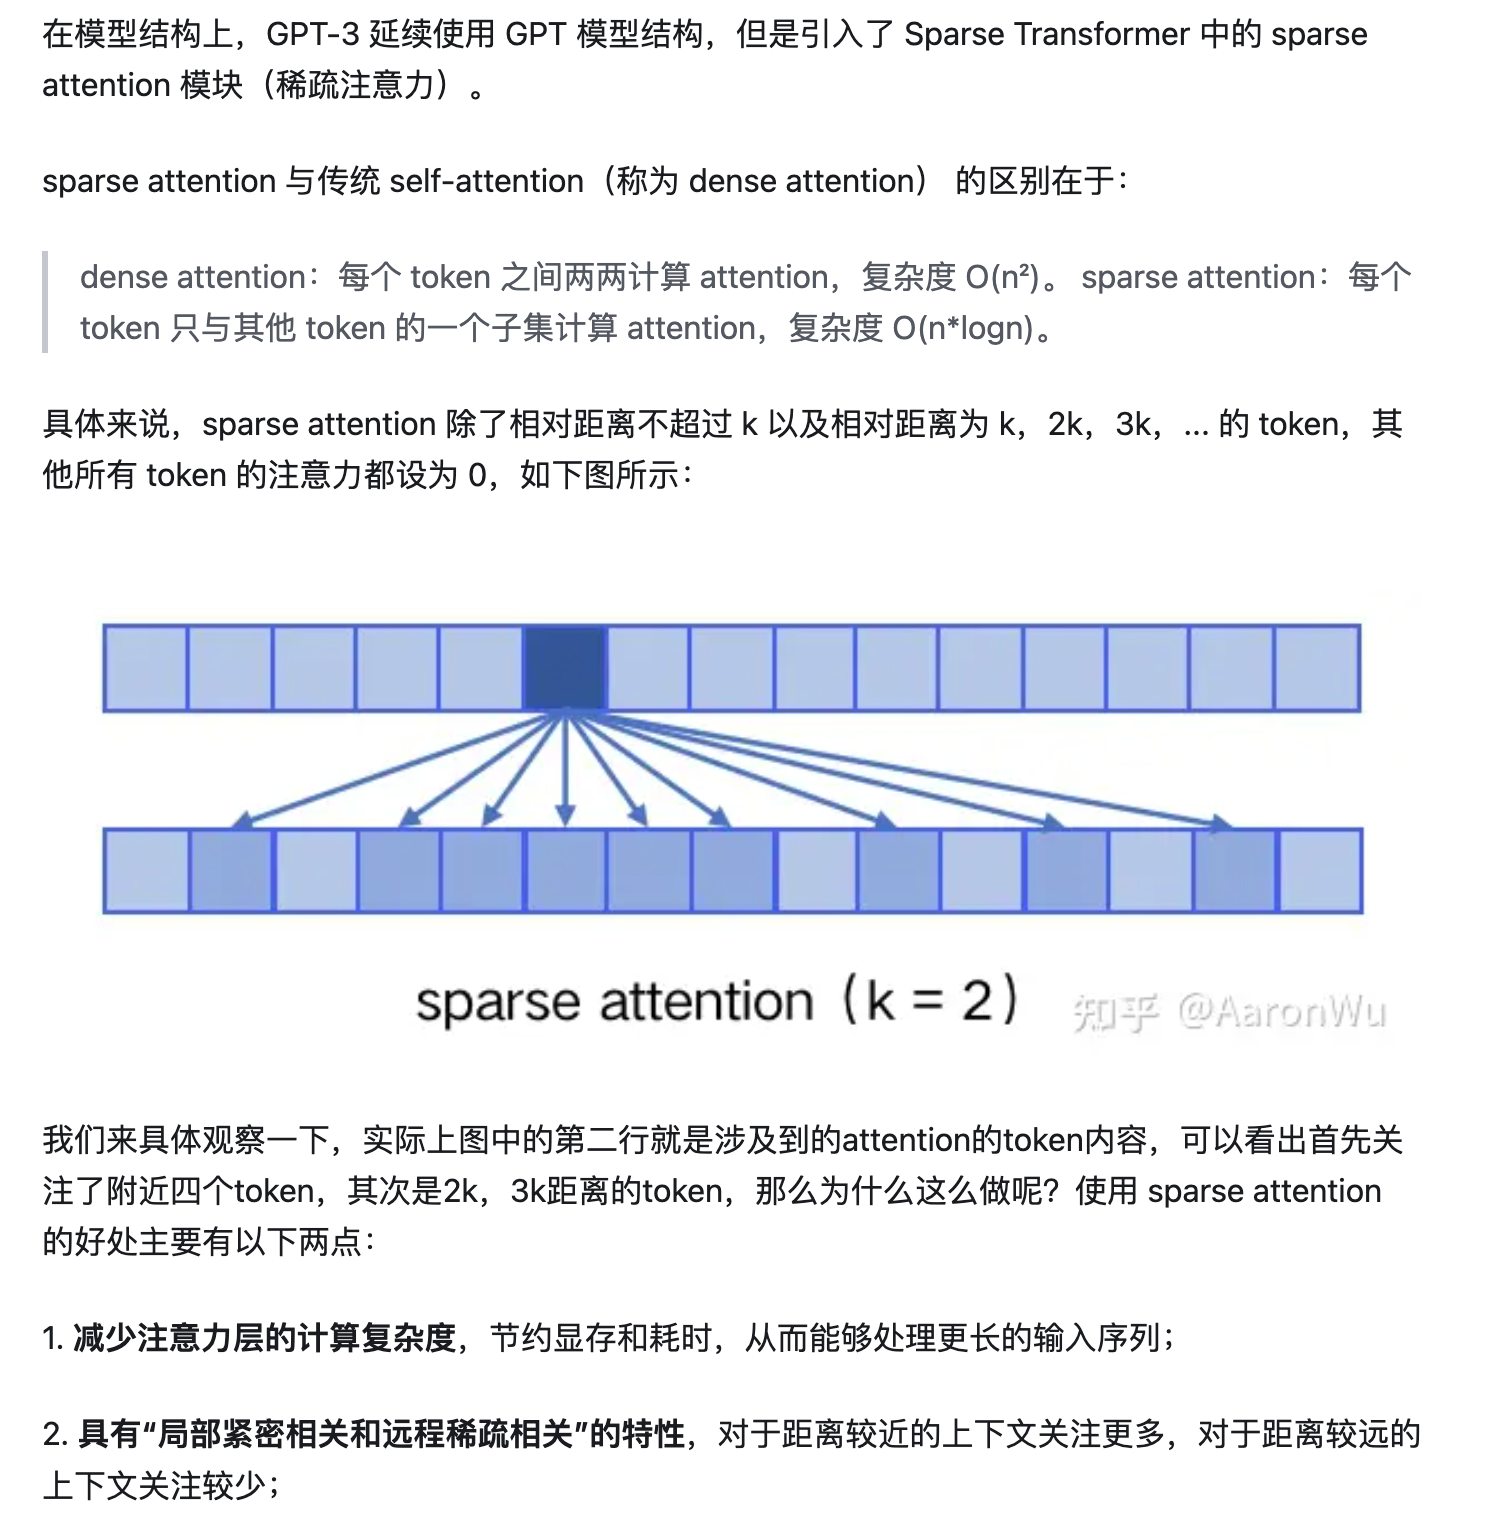 在模型结构上，GPT-3 延续使用 GPT 模型结构，但是引入了 Sparse Transformer 中的 sparse
attention 模块（稀疏注意力）。
sparse attention 与传统 self-attention（称为 dense attention） 的区别在于：
dense attention：每个 token 之间两两计算 attention，复杂度 O(n²)。 sparse attention：每个
token 只与其他 token 的一个子集计算 attention，复杂度 O(n*logn)。
具体来说，sparse attention 除了相对距离不超过 k 以及相对距离为 k，2k，3k，... 的 token，其
他所有 token 的注意力都设为 0，如下图所示：
sparse attention（k = 2）
知乎 @AaronWu
我们来具体观察一下，实际上图中的第二行就是涉及到的attention的token内容，可以看出首先关
注了附近四个token，其次是2k，3k距离的token，那么为什么这么做呢？使用 sparse attention
的好处主要有以下两点：
1. 减少注意力层的计算复杂度，节约显存和耗时，从而能够处理更长的输入序列；
2. 具有“局部紧密相关和远程稀疏相关”的特性，对于距离较近的上下文关注更多，对于距离较远的
上下文关注较少；